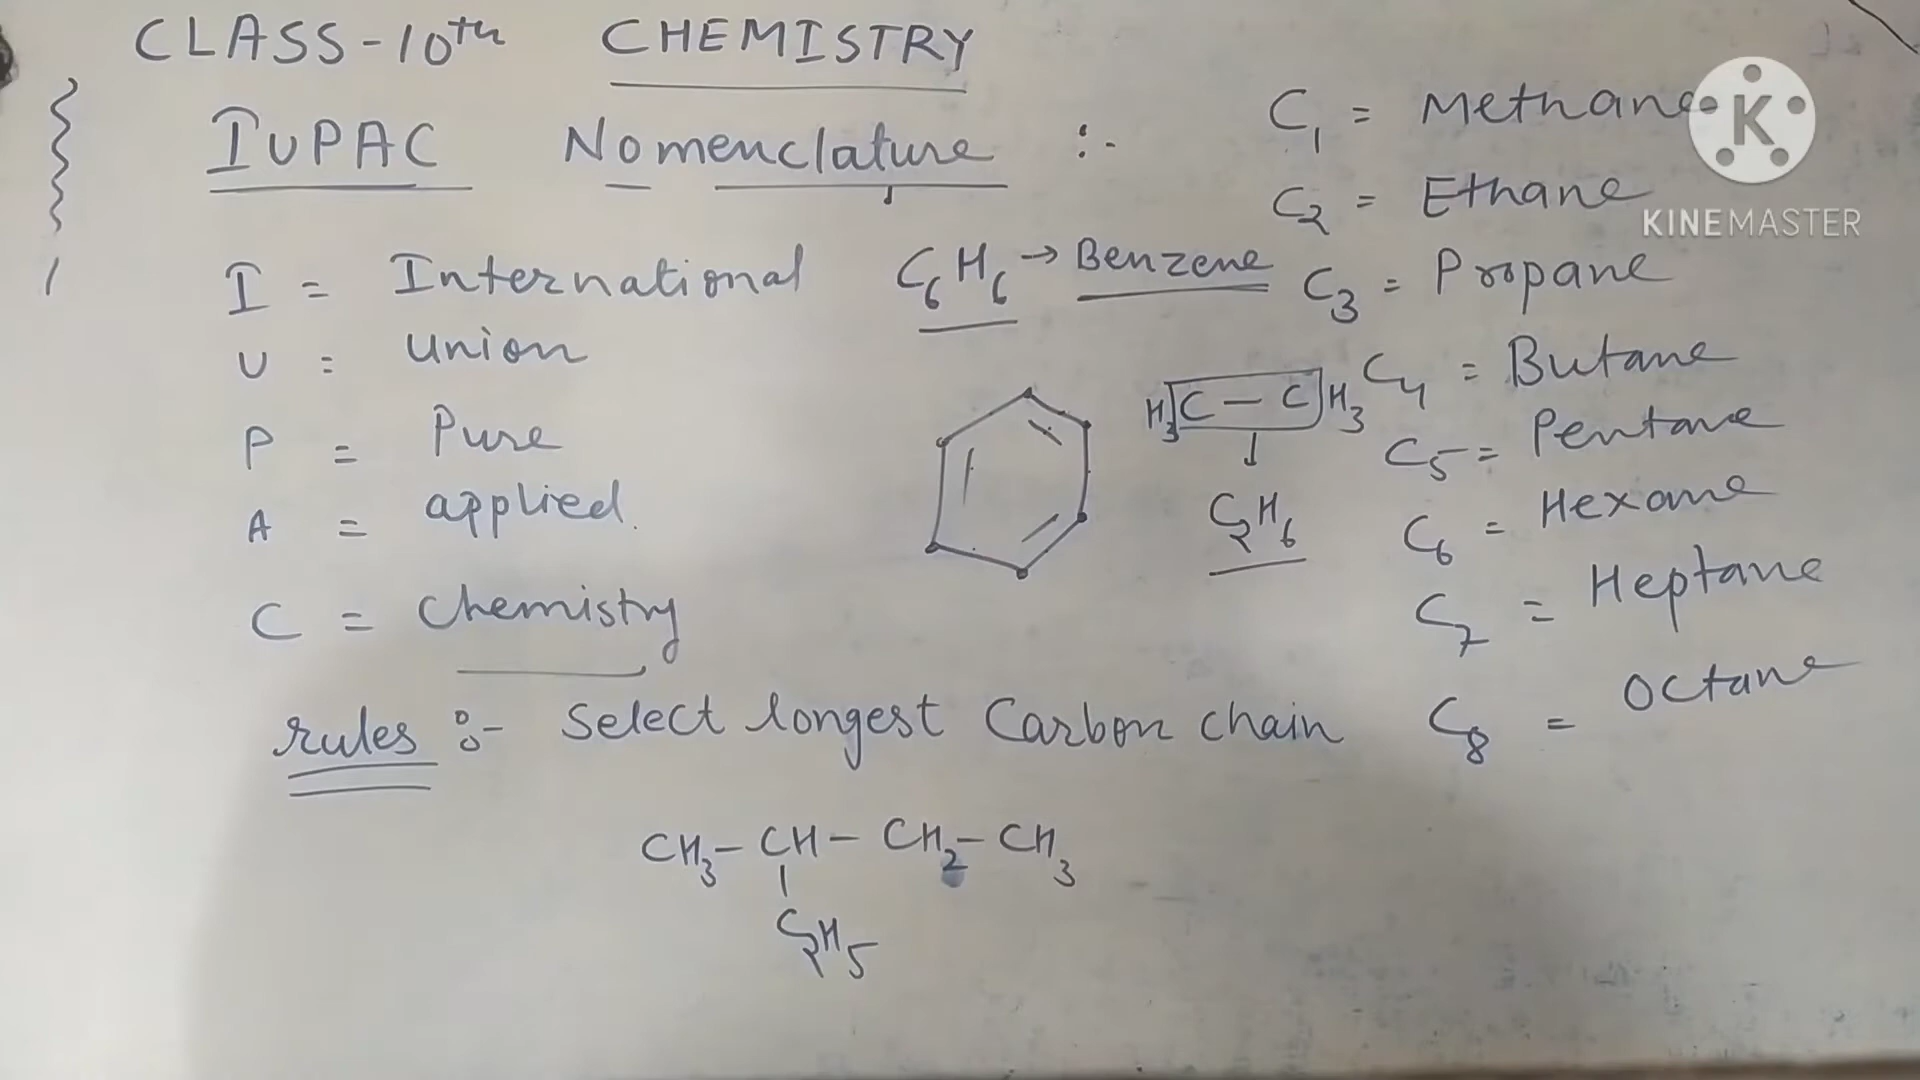 CLASS-10th CHEMISTRY
IUPAC Nomenclature :-
I = International
U = union
P = Pure
A = applied.
C = Chemistry
C6H6 → Benzene
H3C — CH3
↓
C2H6
C1 = Methane
C2 = Ethane
C3 = Propane
C4 = Butane
C5 = Pentane
C6 = Hexane
C7 = Heptane
C8 = Octane
K
KINEMASTER
rules :- Select longest Carbon chain
CH3 – CH – CH2 – CH3
|
C2H5